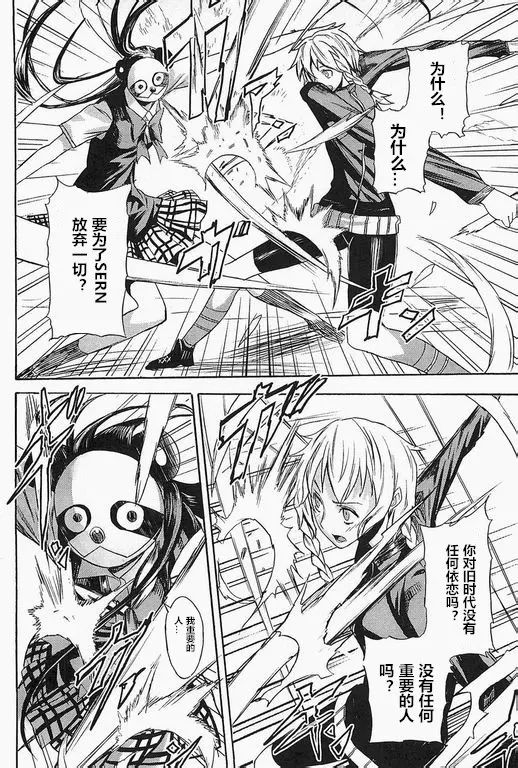 为什么！
为什么…
要为了SERN
放弃一切？
ギ
ン
你对旧时代没有
任何依恋吗？
没有任何
重要的人
吗？
我重要的
人…